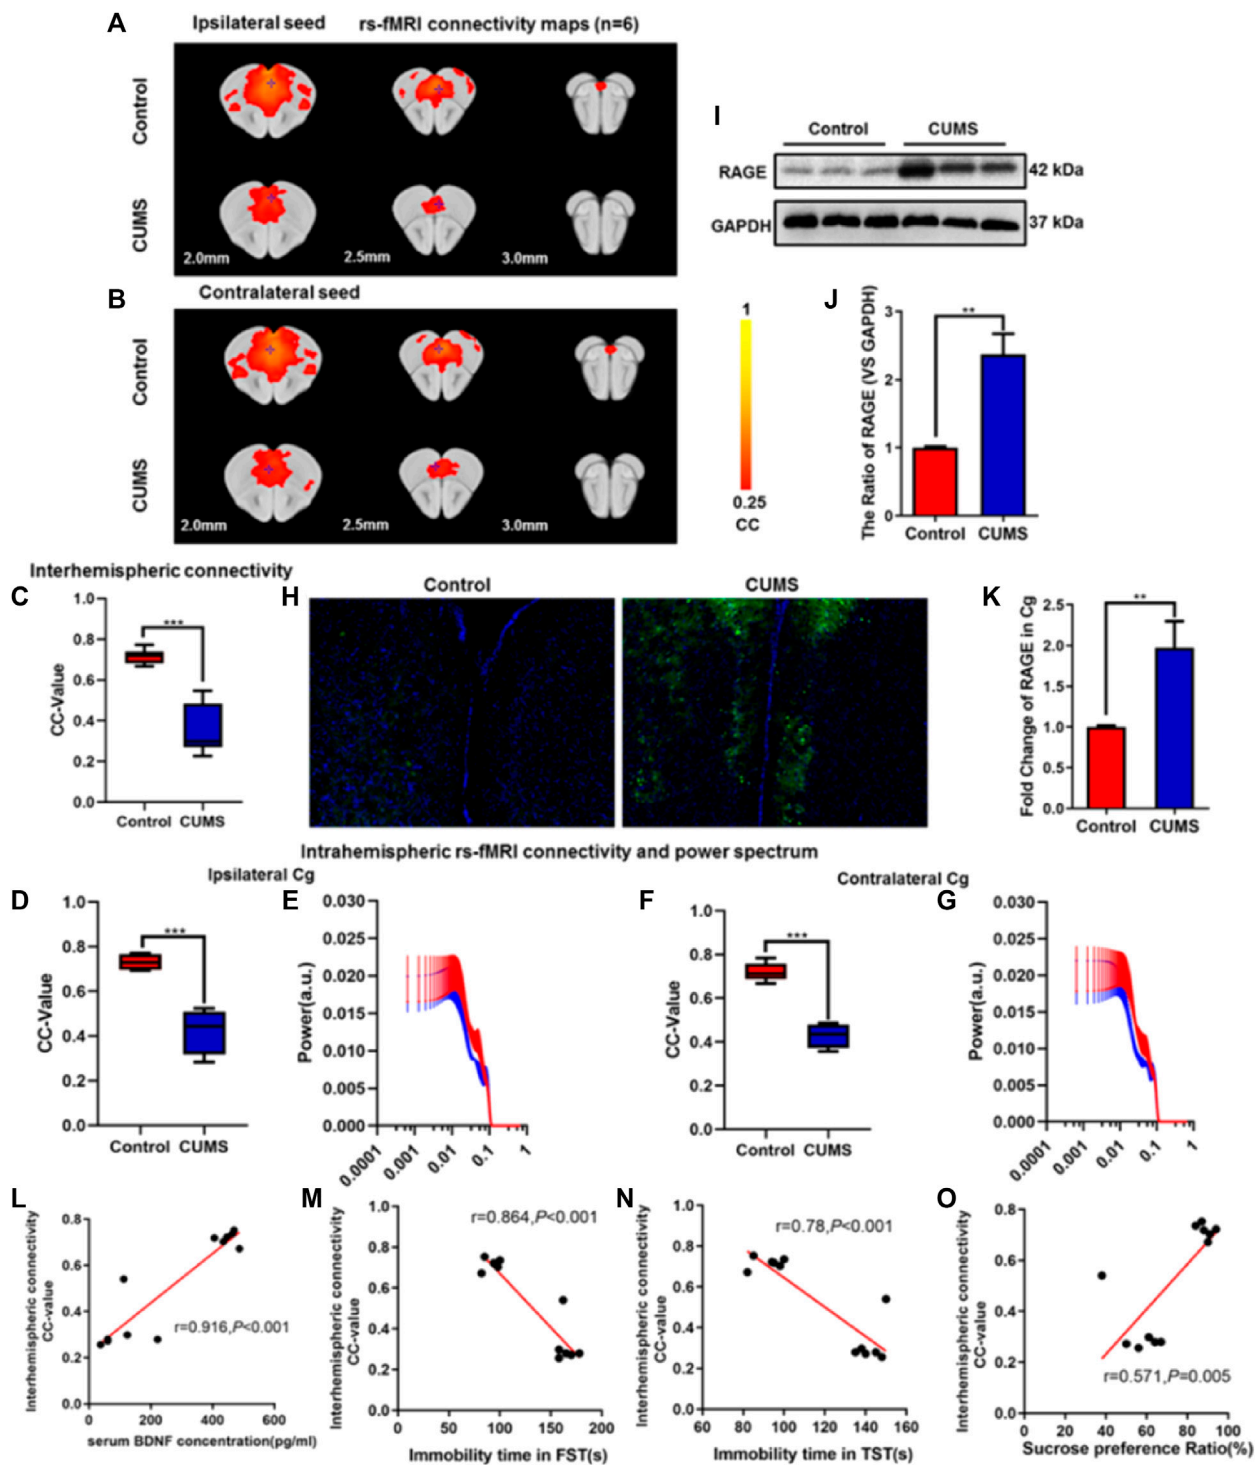 A
Ipsilateral seed
rs-fMRI connectivity maps (n=6)
Control
CUMS
2.0mm
2.5mm
3.0mm
B
Contralateral seed
Control
CUMS
2.0mm
2.5mm
3.0mm
1
0.25
CC
I
Control
CUMS
RAGE
42 kDa
GAPDH
37 kDa
J
The Ratio of RAGE (VS GAPDH)
3
2
1
0
**
Control
CUMS
Interhemispheric connectivity
C
CC-Value
1.0
0.8
0.6
0.4
0.2
0.0
***
Control
CUMS
H
Control
CUMS
K
Fold Change of RAGE in Cg
2.5
2.0
1.5
1.0
0.5
0.0
**
Control
CUMS
Intrahemispheric rs-fMRI connectivity and power spectrum
Ipsilateral Cg
Contralateral Cg
D
CC-Value
1.0
0.8
0.6
0.4
0.2
0.0
***
Control
CUMS
E
Power(a.u.)
0.030
0.025
0.020
0.015
0.010
0.005
0.000
0.0001
0.001
0.01
0.1
1
F
CC-Value
1.0
0.8
0.6
0.4
0.2
0.0
***
Control
CUMS
G
Power(a.u.)
0.030
0.025
0.020
0.015
0.010
0.005
0.000
0.0001
0.001
0.01
0.1
1
L
Interhemispheric connectivity
CC-value
0.8
0.6
0.4
0.2
0.0
r=0.916,P<0.001
0
200
400
600
serum BDNF concentration(pg/ml)
M
Interhemispheric connectivity
CC-value
1.0
0.8
0.6
0.4
0.2
0.0
r=0.864,P<0.001
0
50
100
150
200
Immobility time in FST(s)
N
Interhemispheric connectivity
CC-value
1.0
0.8
0.6
0.4
0.2
0.0
r=0.78,P<0.001
60
80
100
120
140
160
Immobility time in TST(s)
O
Interhemispheric connectivity
CC-value
0.8
0.6
0.4
0.2
0.0
r=0.571,P=0.005
0
20
40
60
80
100
Sucrose preference Ratio(%)